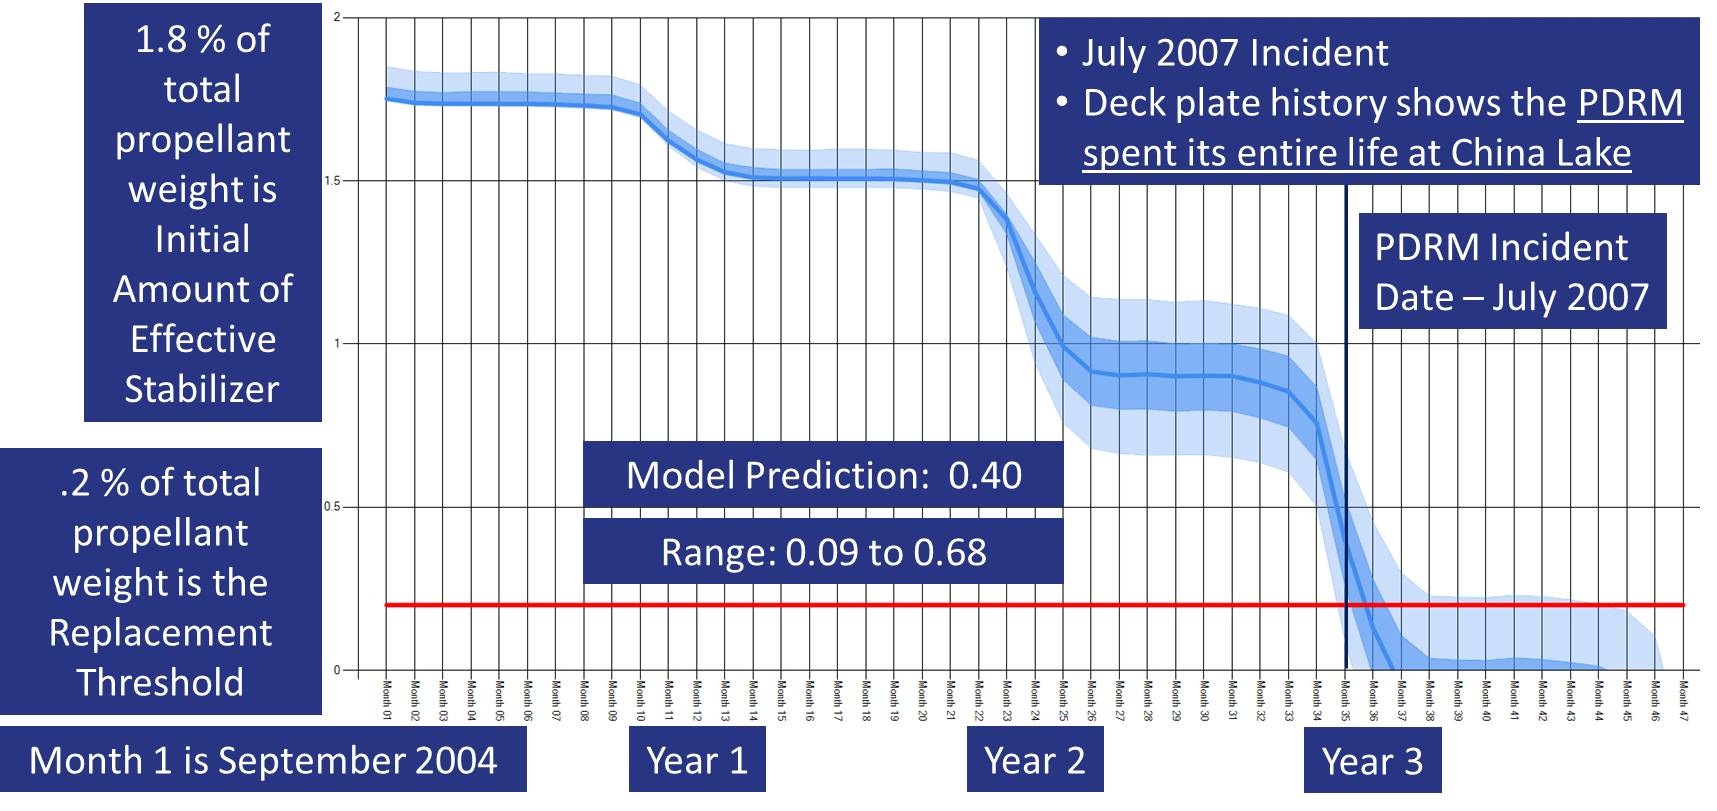 1.8 % of
total
propellant
weight is
Initial
Amount of
Effective
Stabilizer
.2 % of total
propellant
weight is the
Replacement
Threshold
2
1.5
1
0.5
0
• July 2007 Incident
• Deck plate history shows the PDRM
spent its entire life at China Lake
PDRM Incident
Date – July 2007
Model Prediction: 0.40
Range: 0.09 to 0.68
Month 01
Month 02
Month 03
Month 04
Month 05
Month 06
Month 07
Month 08
Month 09
Month 10
Month 11
Month 12
Month 13
Month 14
Month 15
Month 16
Month 17
Month 18
Month 19
Month 20
Month 21
Month 22
Month 23
Month 24
Month 25
Month 26
Month 27
Month 28
Month 29
Month 30
Month 31
Month 32
Month 33
Month 34
Month 35
Month 36
Month 37
Month 38
Month 39
Month 40
Month 41
Month 42
Month 43
Month 44
Month 45
Month 46
Month 47
Month 1 is September 2004
Year 1
Year 2
Year 3